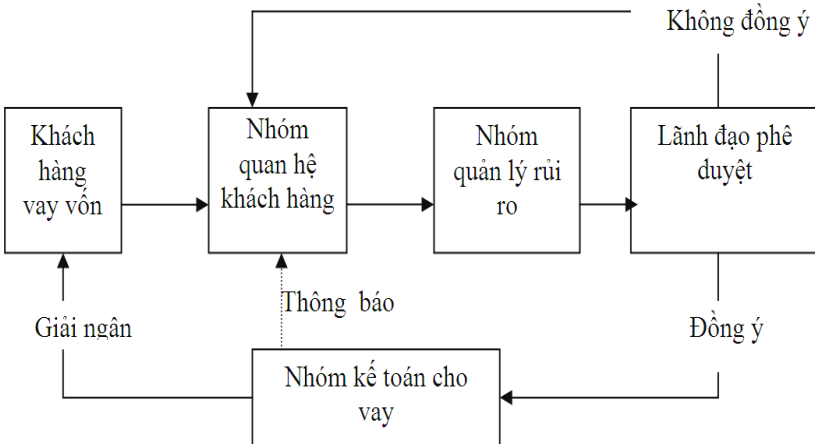 Không đồng ý
Khách
hàng
vay vốn
Nhóm
quan hệ
khách hàng
Nhóm
quản lý rủi
ro
Lãnh đạo phê
duyệt
Giải ngân
Thông báo
Đồng ý
Nhóm kế toán cho
vay